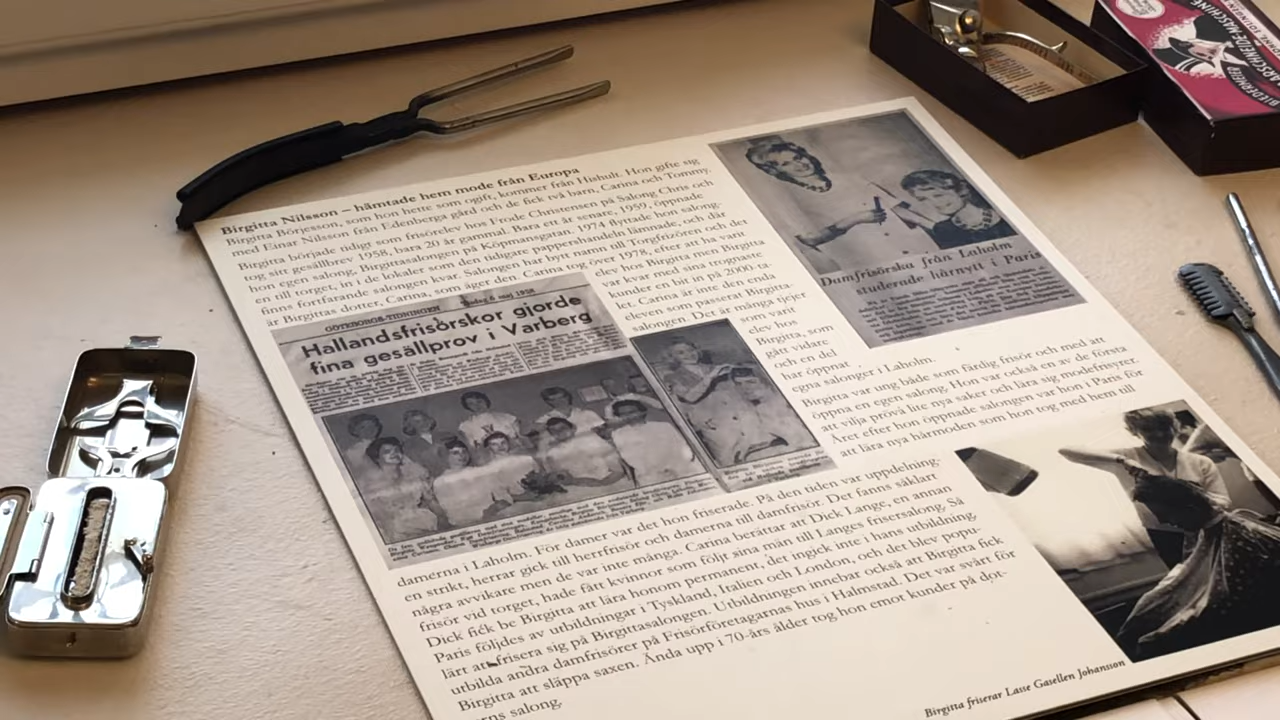 Birgitta Nilsson – hämtade hem mode från Europa
Birgitta Börjesson, som hon hette som ogift, kommer från Hishult. Hon gifte sig
med Einar Nilsson från Edenberga gård och de fick två barn, Carina och Tommy.
Birgitta började tidigt som frisörelev hos Frode Christensen på Salong Chris och
tog sitt gesällbrev 1958, bara 20 år gammal. Bara ett år senare, 1959, öppnade
hon egen salong, Birgittasalongen på Köpmansgatan. 1974 flyttade hon salong-
en till torget, in i de lokaler som den tidigare pappershandeln lämnade, och där
finns fortfarande salongen kvar. Salongen har bytt namn till Torgfrisören och det
är Birgittas dotter, Carina, som äger den. Carina tog över 1978, efter att ha varit
elev hos Birgitta men Birgitta
var kvar med sina trognaste
kunder en bit på 2000-ta-
let. Carina är inte den enda
eleven som passerat Birgitta-
salongen. Det är många tjejer
som varit
elev hos
Birgitta, som
gått vidare
och en del
har öppnat
egna salonger i Laholm.
Birgitta var ung både som färdig frisör och med att
öppna en egen salong. Hon var också en av de första
att vilja pröva lite nya saker och lära sig modefrisyrer.
Året efter hon öppnade salongen var hon i Paris för
att lära nya hårmoden som hon tog med hem till
damerna i Laholm. För damer var det hon friserade. På den tiden var uppdelning-
en strikt, herrar gick till herrfrisör och damerna till damfrisör. Det fanns såklart
några avvikare men de var inte många. Carina berättar att Dick Lange, en annan
frisör vid torget, hade fått kvinnor som följt sina män till Langes frisersalong. Så
Dick fick be Birgitta att lära honom permanent, det ingick inte i hans utbildning.
Paris följdes av utbildningar i Tyskland, Italien och London, och det blev popu-
lärt att frisera sig på Birgittasalongen. Utbildningen innebar också att Birgitta fick
utbilda andra damfrisörer på Frisörföretagarnas hus i Halmstad. Det var svårt för
Birgitta att släppa saxen. Ända upp i 70-års ålder tog hon emot kunder på dot-
terns salong.
GÖTEBORGS-TIDNINGEN
6 maj 1958
Hallandsfrisörskor gjorde
fina gesällprov i Varberg
Damfrisörska från Laholm
studerade hårnytt i Paris
Birgitta friserar Lasse Gasellen Johansson
HAARSCHNEIDEMASCHINE
BIEDERMEIER